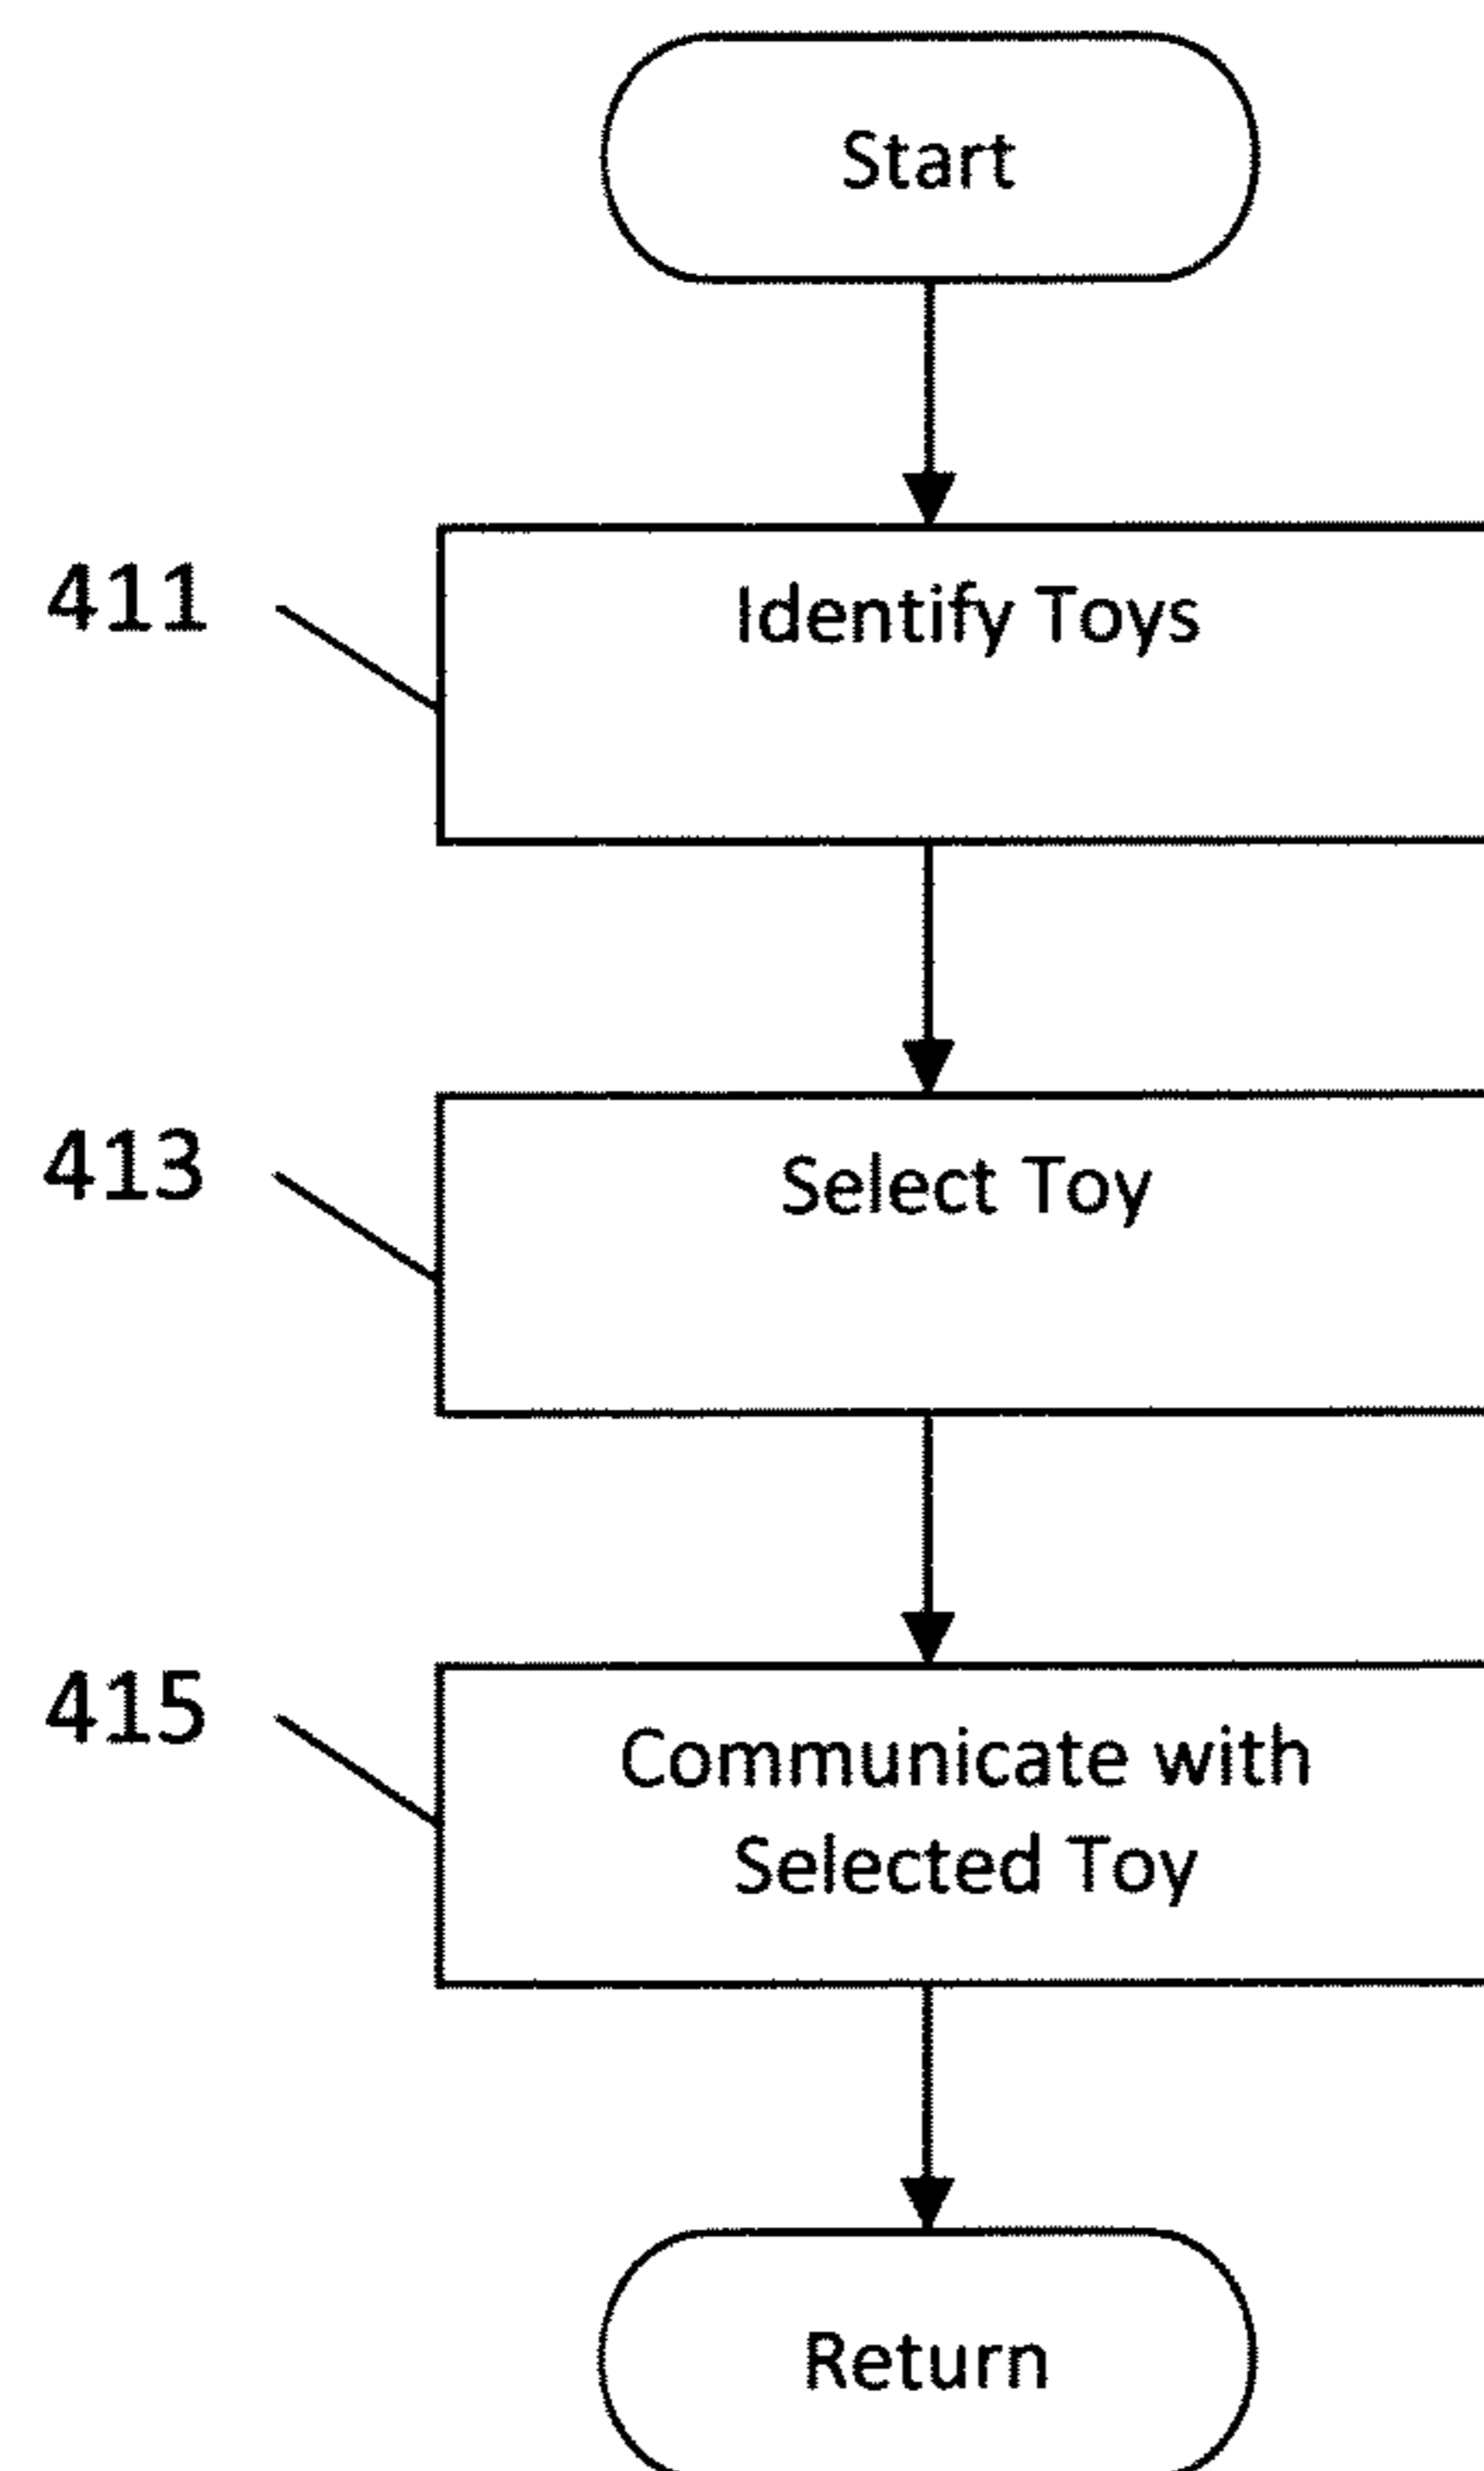 Start
411
Identify Toys
413
Select Toy
415
Communicate with
Selected Toy
Return